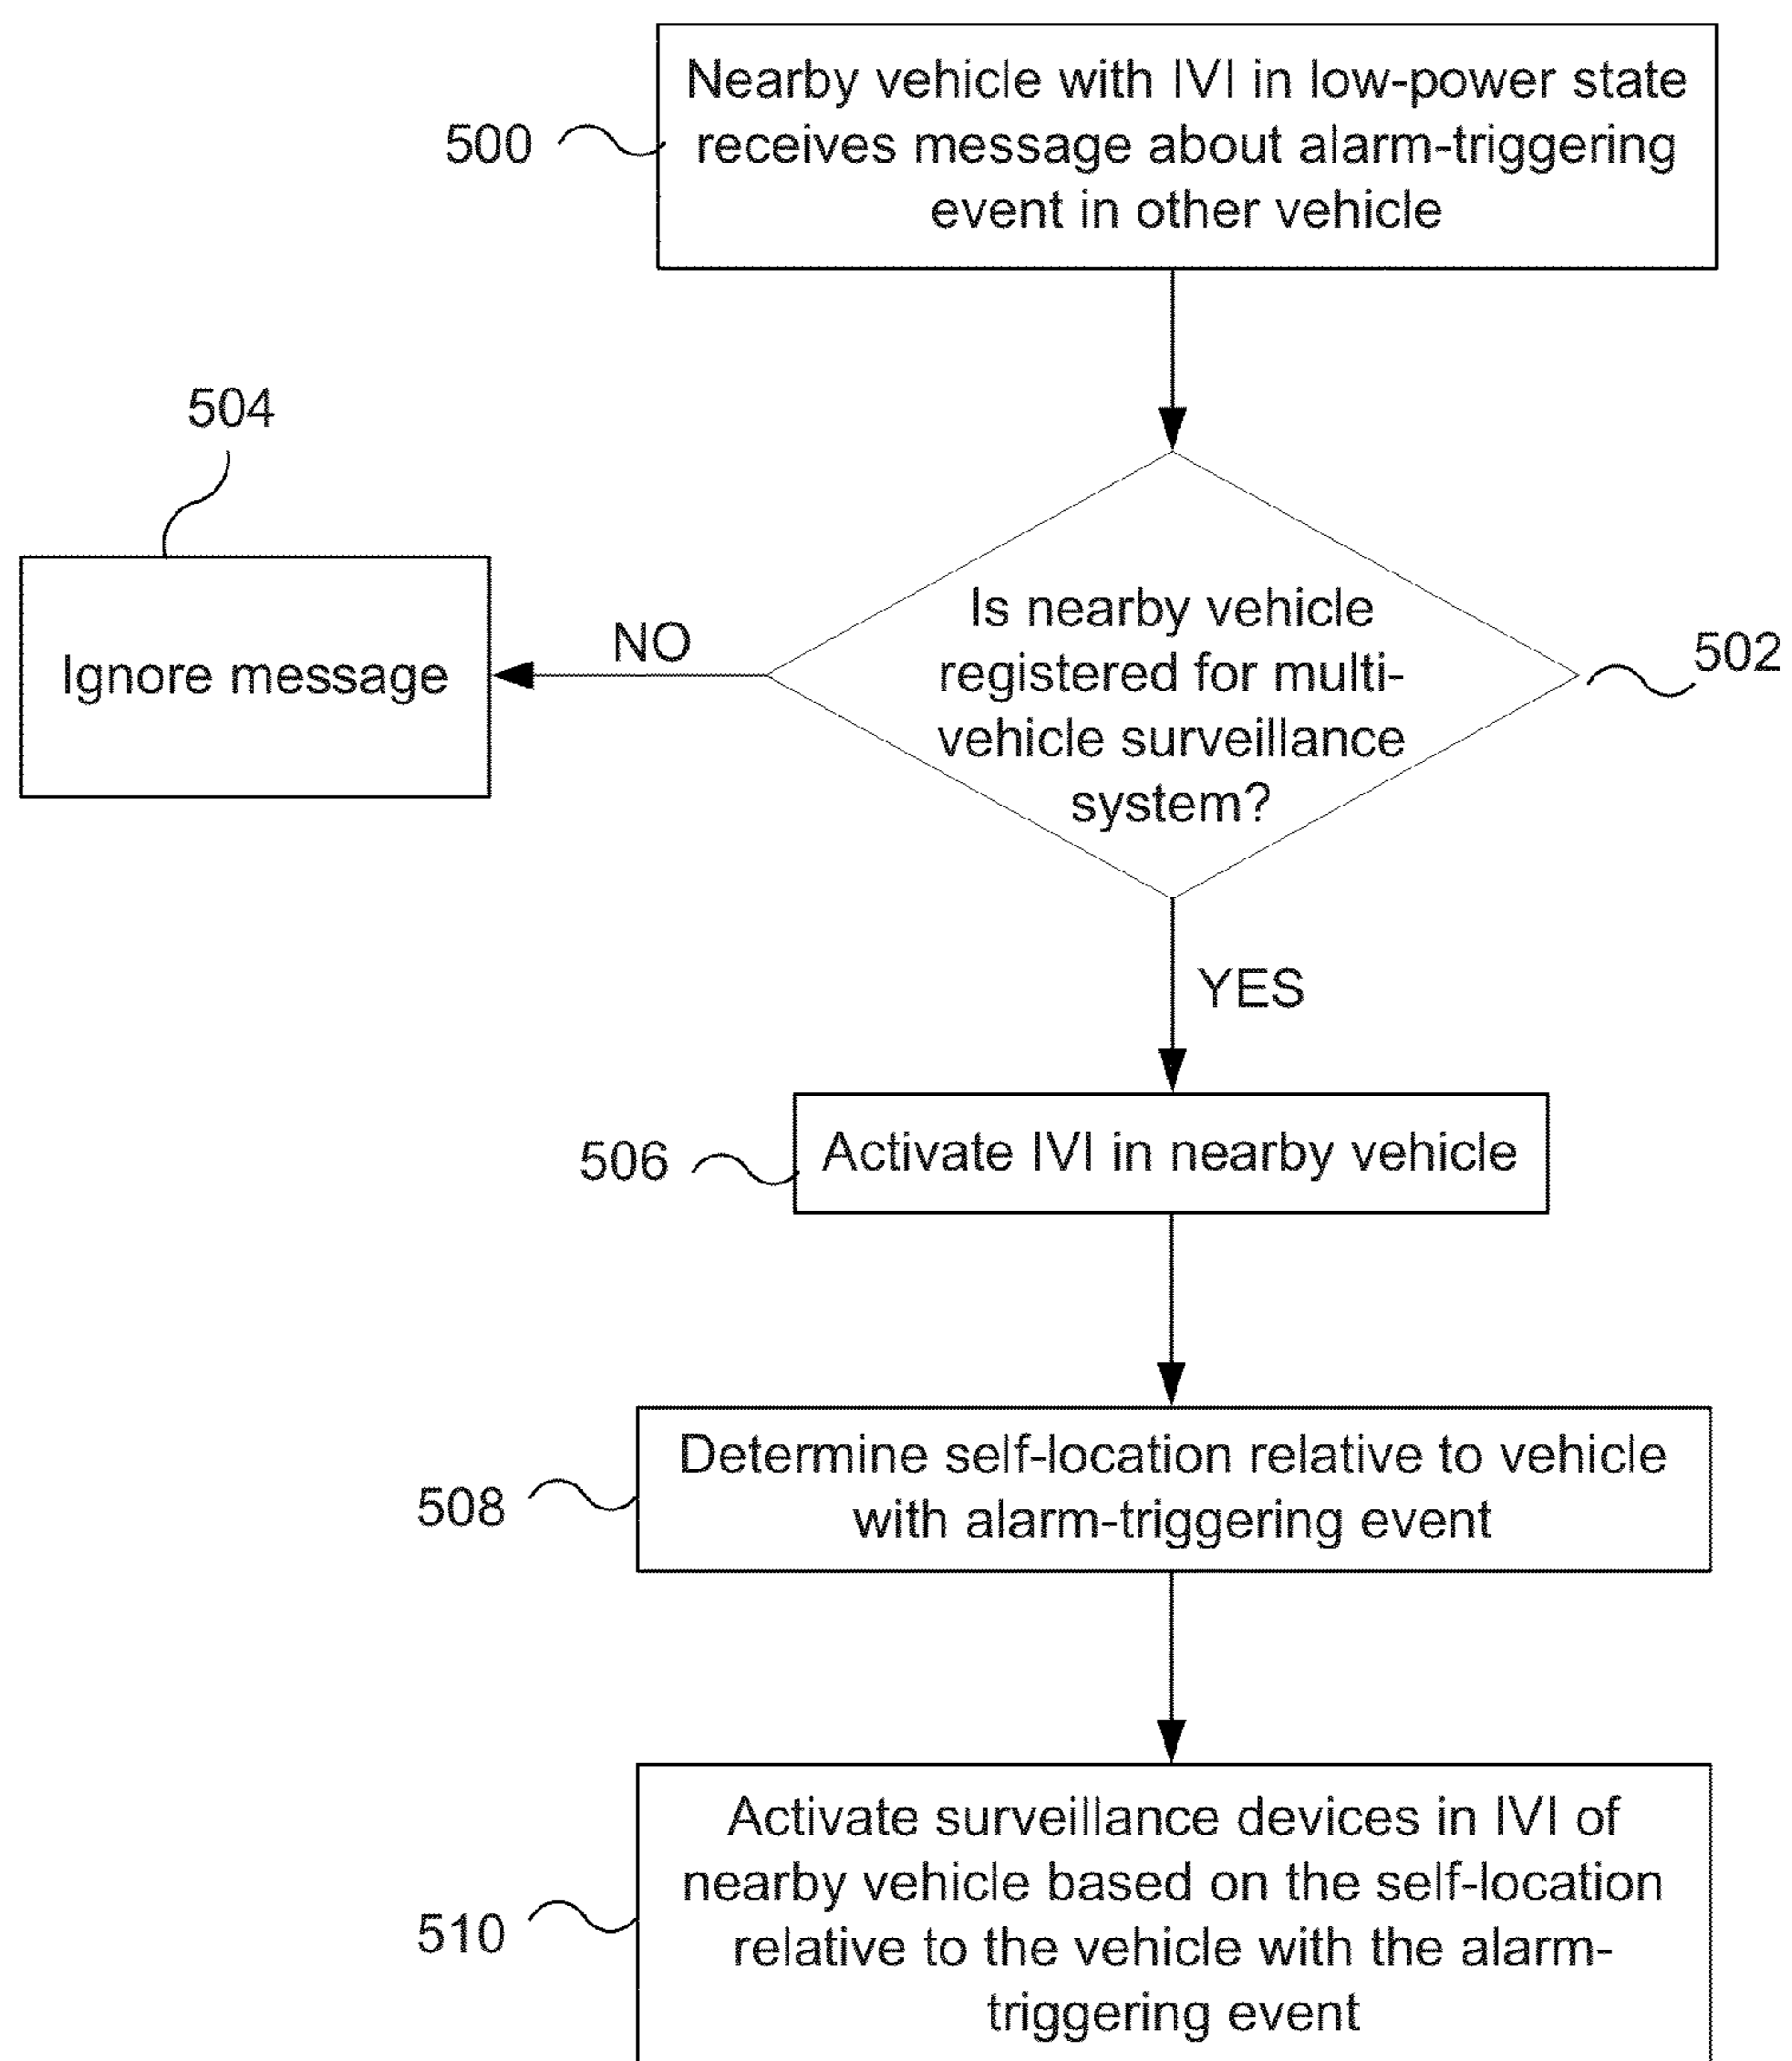 Nearby vehicle with IVI in low-power state
receives message about alarm-triggering
event in other vehicle
500
504
Is nearby vehicle
registered for multi-
vehicle surveillance
system?
502
NO
Ignore message
YES
506
Activate IVI in nearby vehicle
Determine self-location relative to vehicle
with alarm-triggering event
508
Activate surveillance devices in IVI of
nearby vehicle based on the self-location
relative to the vehicle with the alarm-
triggering event
510